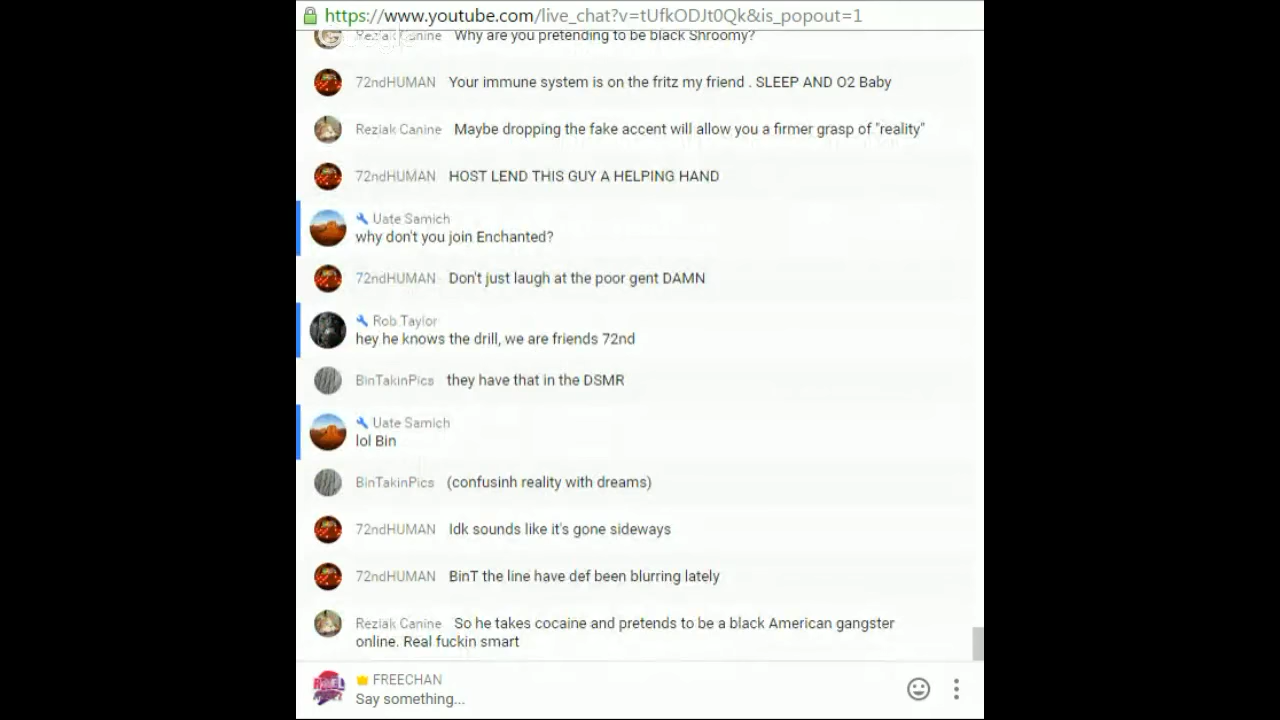 https://www.youtube.com/live_chat?v=tUfkODJt0Qk&is_popout=1
Reziak Canine Why are you pretending to be black Shroomy?
72ndHUMAN Your immune system is on the fritz my friend . SLEEP AND O2 Baby
Reziak Canine Maybe dropping the fake accent will allow you a firmer grasp of "reality"
72ndHUMAN HOST LEND THIS GUY A HELPING HAND
Uate Samich
why don't you join Enchanted?
72ndHUMAN Don't just laugh at the poor gent DAMN
Rob Taylor
hey he knows the drill, we are friends 72nd
BinTakinPics they have that in the DSMR
Uate Samich
lol Bin
BinTakinPics (confusinh reality with dreams)
72ndHUMAN Idk sounds like it's gone sideways
72ndHUMAN BinT the line have def been blurring lately
Reziak Canine So he takes cocaine and pretends to be a black American gangster
online. Real fuckin smart
FREECHAN
Say something...